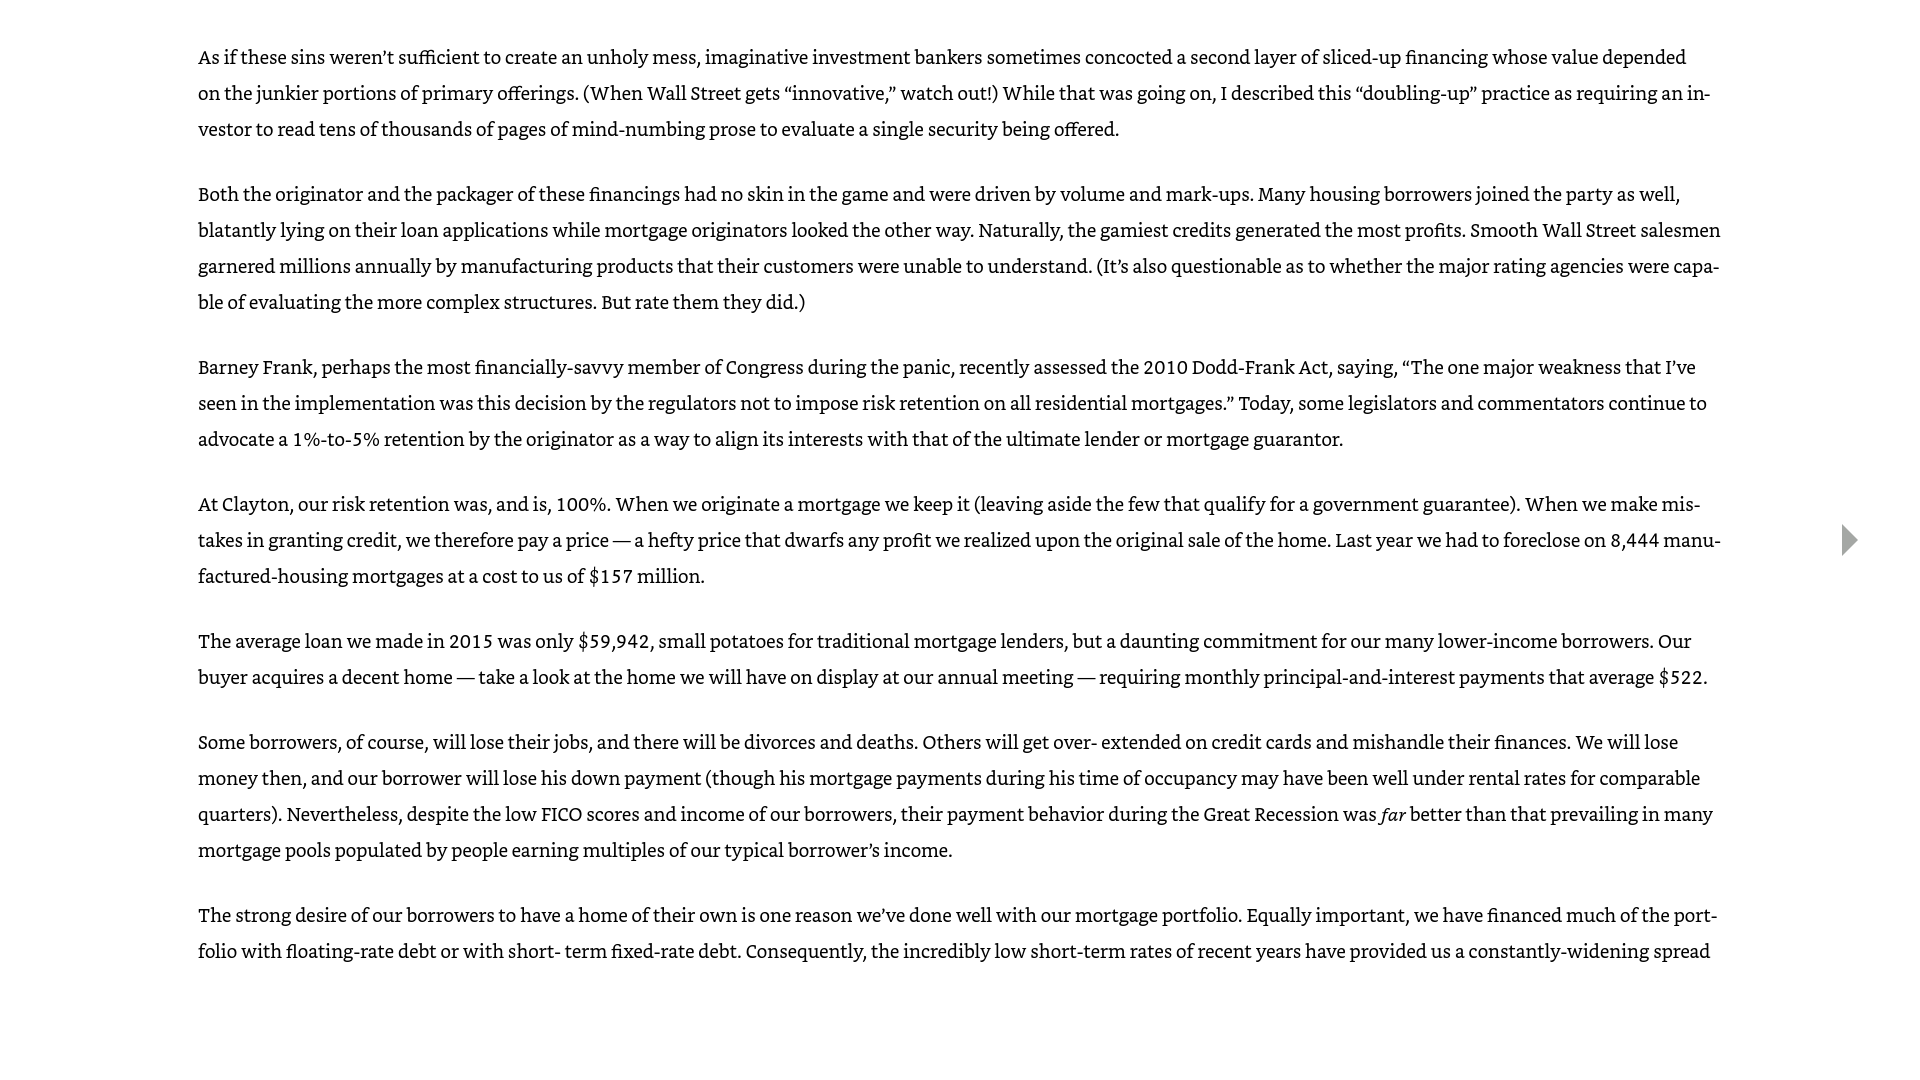 As if these sins weren’t sufficient to create an unholy mess, imaginative investment bankers sometimes concocted a second layer of sliced-up financing whose value depended
on the junkier portions of primary offerings. (When Wall Street gets “innovative,” watch out!) While that was going on, I described this “doubling-up” practice as requiring an in-
vestor to read tens of thousands of pages of mind-numbing prose to evaluate a single security being offered.
Both the originator and the packager of these financings had no skin in the game and were driven by volume and mark-ups. Many housing borrowers joined the party as well,
blatantly lying on their loan applications while mortgage originators looked the other way. Naturally, the gamiest credits generated the most profits. Smooth Wall Street salesmen
garnered millions annually by manufacturing products that their customers were unable to understand. (It’s also questionable as to whether the major rating agencies were capa-
ble of evaluating the more complex structures. But rate them they did.)
Barney Frank, perhaps the most financially-savvy member of Congress during the panic, recently assessed the 2010 Dodd-Frank Act, saying, “The one major weakness that I’ve
seen in the implementation was this decision by the regulators not to impose risk retention on all residential mortgages.” Today, some legislators and commentators continue to
advocate a 1%-to-5% retention by the originator as a way to align its interests with that of the ultimate lender or mortgage guarantor.
At Clayton, our risk retention was, and is, 100%. When we originate a mortgage we keep it (leaving aside the few that qualify for a government guarantee). When we make mis-
takes in granting credit, we therefore pay a price — a hefty price that dwarfs any profit we realized upon the original sale of the home. Last year we had to foreclose on 8,444 manu-
factured-housing mortgages at a cost to us of $157 million.
The average loan we made in 2015 was only $59,942, small potatoes for traditional mortgage lenders, but a daunting commitment for our many lower-income borrowers. Our
buyer acquires a decent home — take a look at the home we will have on display at our annual meeting — requiring monthly principal-and-interest payments that average $522.
Some borrowers, of course, will lose their jobs, and there will be divorces and deaths. Others will get over- extended on credit cards and mishandle their finances. We will lose
money then, and our borrower will lose his down payment (though his mortgage payments during his time of occupancy may have been well under rental rates for comparable
quarters). Nevertheless, despite the low FICO scores and income of our borrowers, their payment behavior during the Great Recession was far better than that prevailing in many
mortgage pools populated by people earning multiples of our typical borrower’s income.
The strong desire of our borrowers to have a home of their own is one reason we’ve done well with our mortgage portfolio. Equally important, we have financed much of the port-
folio with floating-rate debt or with short- term fixed-rate debt. Consequently, the incredibly low short-term rates of recent years have provided us a constantly-widening spread